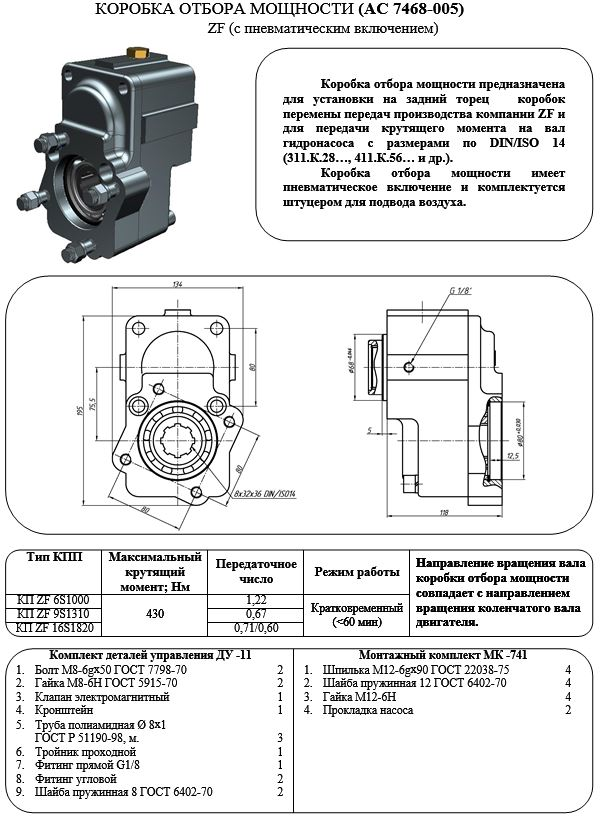 КОРОБКА ОТБОРА МОЩНОСТИ (АС 7468-005)
ZF (с пневматическим включением)
Коробка отбора мощности предназначена
для установки на задний торец коробок
перемены передач производства компании ZF и
для передачи крутящего момента на вал
гидронасоса с размерами по DIN/ISO 14
(311.К.28…, 411.К.56… и др.).
Коробка отбора мощности имеет
пневматическое включение и комплектуется
штуцером для подвода воздуха.
134
195
75,5
80
80
80
8x32x36 DIN/ISO14
G 1/8"
ø68-0,046
5
ø80+0,030
12,5
118
Тип КПП
Максимальный
крутящий
момент; Нм
Передаточное
число
Режим работы
Направление вращения вала
коробки отбора мощности
совпадает с направлением
вращения коленчатого вала
двигателя.
КП ZF 6S1000
1,22
КП ZF 9S1310
430
0,67
Кратковременный
(<60 мин)
КП ZF 16S1820
0,71/0,60
Комплект деталей управления ДУ -11
1. Болт М8-6gх50 ГОСТ 7798-70 2
2. Гайка М8-6Н ГОСТ 5915-70 2
3. Клапан электромагнитный 1
4. Кронштейн 1
5. Труба полиамидная Ø 8х1
ГОСТ Р 51190-98, м. 3
6. Тройник проходной 1
7. Фитинг прямой G1/8 1
8. Фитинг угловой 2
9. Шайба пружинная 8 ГОСТ 6402-70 2
Монтажный комплект МК -741
1. Шпилька М12-6gх90 ГОСТ 22038-75 4
2. Шайба пружинная 12 ГОСТ 6402-70 4
3. Гайка М12-6Н 4
4. Прокладка насоса 2